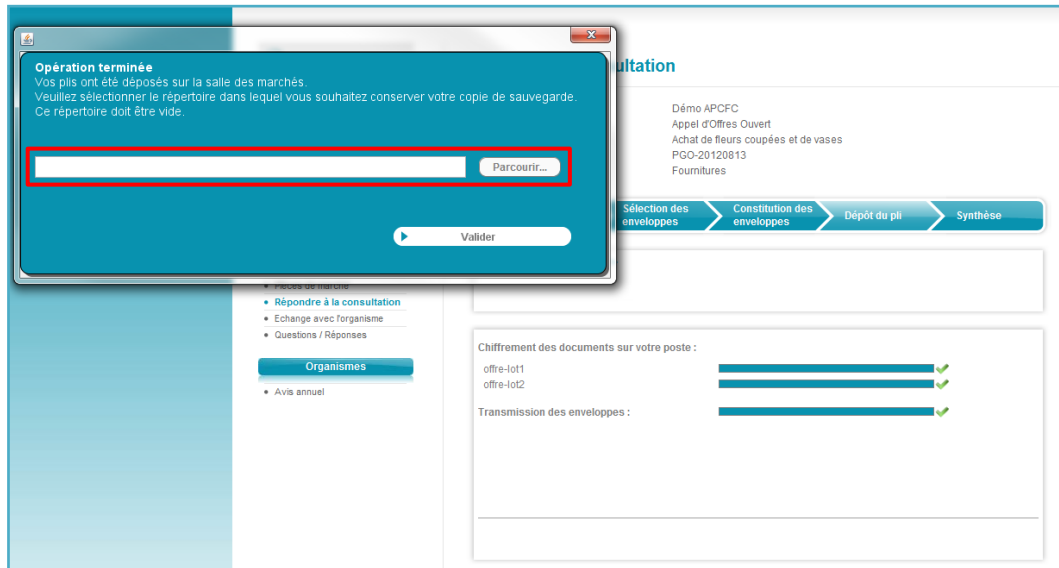 Opération terminée
Vos plis ont été déposés sur la salle des marchés.
Veuillez sélectionner le répertoire dans lequel vous souhaitez conserver votre copie de sauvegarde.
Ce répertoire doit être vide.
Parcourir...
Valider
ultation
Démo APCFC
Appel d'Offres Ouvert
Achat de fleurs coupées et de vases
PGO-20120813
Fournitures
Sélection des enveloppes
Constitution des enveloppes
Dépôt du pli
Synthèse
Pièces de marché
Répondre à la consultation
Echange avec l'organisme
Questions / Réponses
Organismes
Avis annuel
Chiffrement des documents sur votre poste :
offre-lot1
offre-lot2
Transmission des enveloppes :